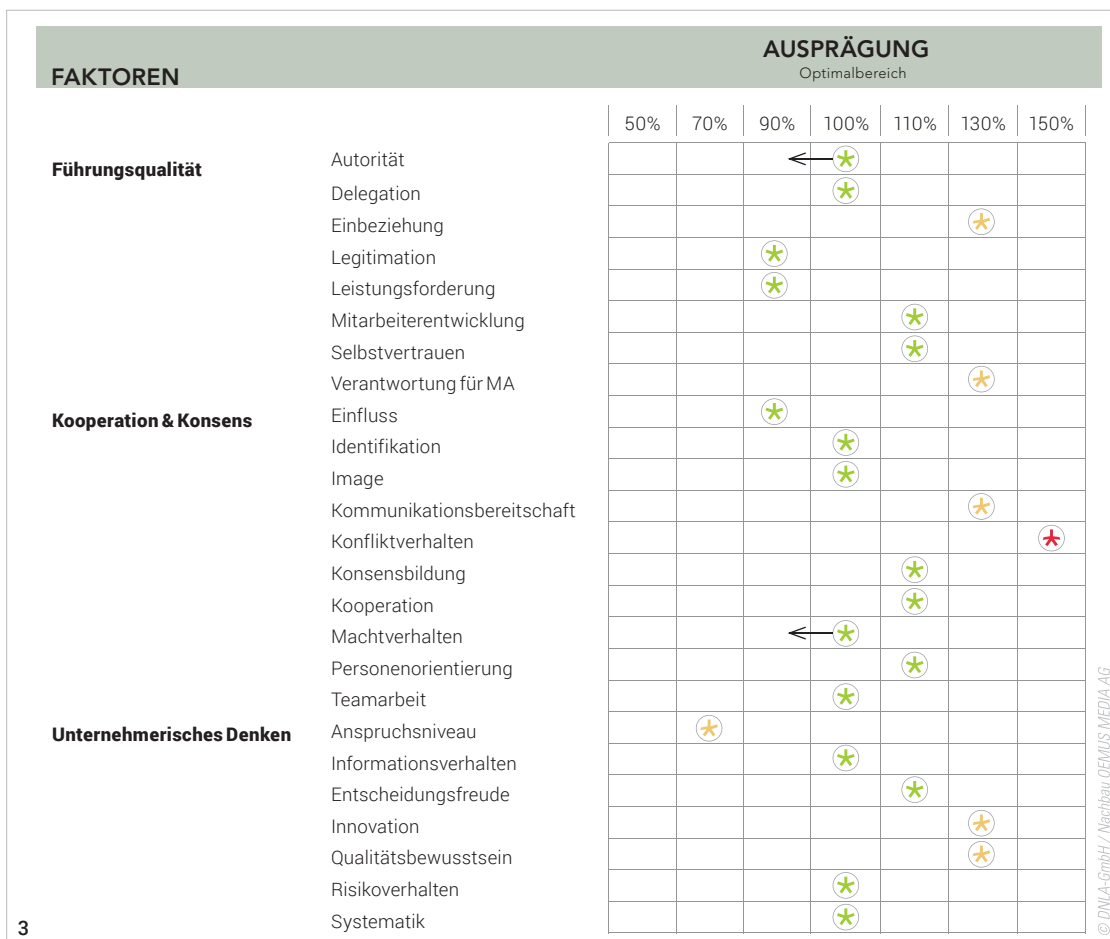 FAKTOREN
AUSPRÄGUNG
Optimalbereich
50% 70% 90% 100% 110% 130% 150%
Führungsqualität
Autorität
Delegation
Einbeziehung
Legitimation
Leistungsforderung
Mitarbeiterentwicklung
Selbstvertrauen
Verantwortung für MA
Kooperation & Konsens
Einfluss
Identifikation
Image
Kommunikationsbereitschaft
Konfliktverhalten
Konsensbildung
Kooperation
Machtverhalten
Personenorientierung
Teamarbeit
Unternehmerisches Denken
Anspruchsniveau
Informationsverhalten
Entscheidungsfreude
Innovation
Qualitätsbewusstsein
Risikoverhalten
Systematik
3
© DNLA-GmbH / Nachbau OEMUS MEDIA AG